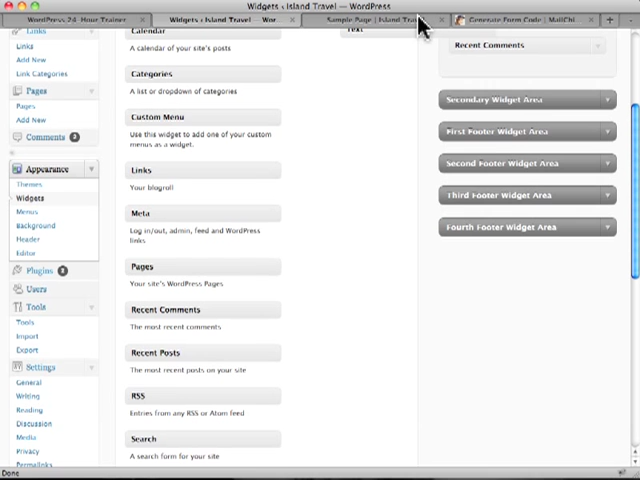 Widgets ‹ Island Travel — WordPress
WordPress 24-Hour Trainer
Widgets ‹ Island Travel — Wor...
Sample Page | Island Trav
Generate Form Code | MailChi...
Links
Links
Add New
Link Categories
Pages
Pages
Add New
Comments 2
Appearance
Themes
Widgets
Menus
Background
Header
Editor
Plugins 2
Users
Tools
Tools
Import
Export
Settings
General
Writing
Reading
Discussion
Media
Privacy
Permalinks
Calendar
A calendar of your site's posts
Categories
A list or dropdown of categories
Custom Menu
Use this widget to add one of your custom
menus as a widget.
Links
Your blogroll
Meta
Log in/out, admin, feed and WordPress
links
Pages
Your site's WordPress Pages
Recent Comments
The most recent comments
Recent Posts
The most recent posts on your site
RSS
Entries from any RSS or Atom feed
Search
A search form for your site
Text
Recent Comments
Secondary Widget Area
First Footer Widget Area
Second Footer Widget Area
Third Footer Widget Area
Fourth Footer Widget Area
Done